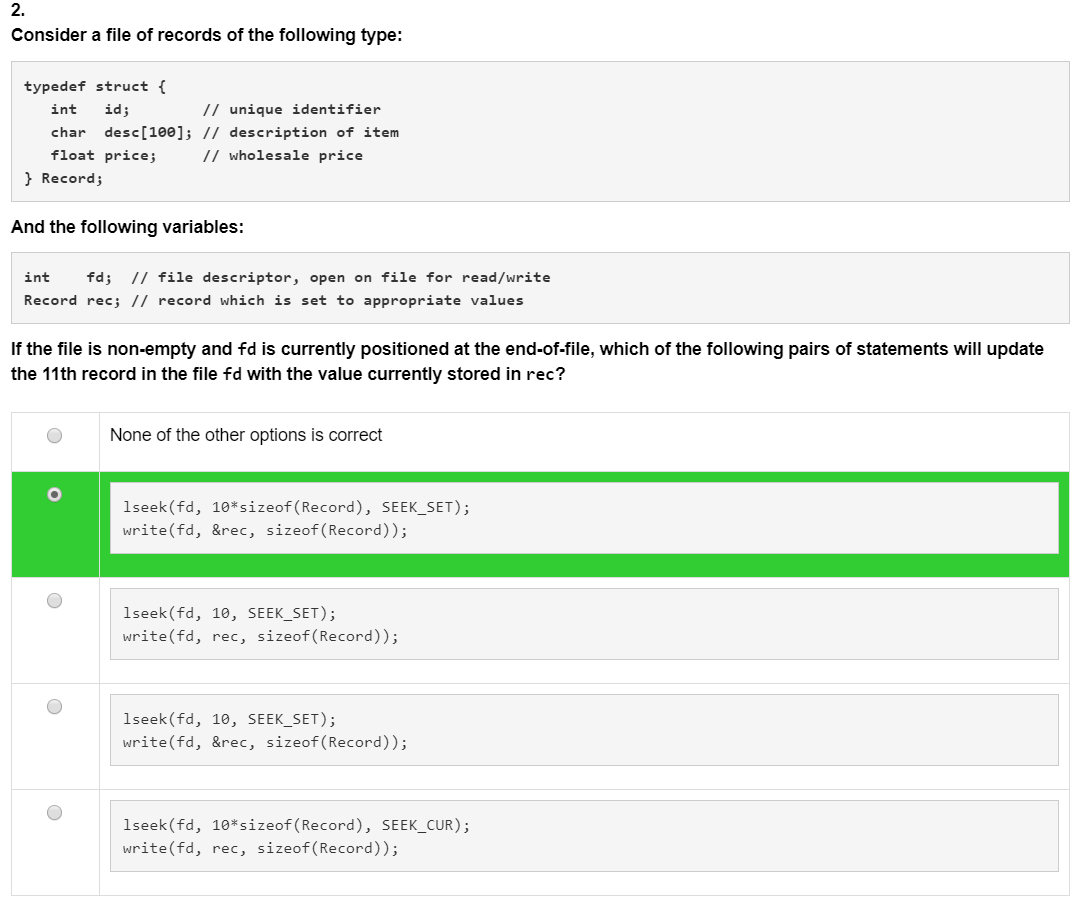 2.
Consider a file of records of the following type:
typedef struct {
   int   id;        // unique identifier
   char  desc[100]; // description of item
   float price;     // wholesale price
} Record;
And the following variables:
int    fd;  // file descriptor, open on file for read/write
Record rec; // record which is set to appropriate values
If the file is non-empty and fd is currently positioned at the end-of-file, which of the following pairs of statements will update
the 11th record in the file fd with the value currently stored in rec?
None of the other options is correct
lseek(fd, 10*sizeof(Record), SEEK_SET);
write(fd, &rec, sizeof(Record));
lseek(fd, 10, SEEK_SET);
write(fd, rec, sizeof(Record));
lseek(fd, 10, SEEK_SET);
write(fd, &rec, sizeof(Record));
lseek(fd, 10*sizeof(Record), SEEK_CUR);
write(fd, rec, sizeof(Record));